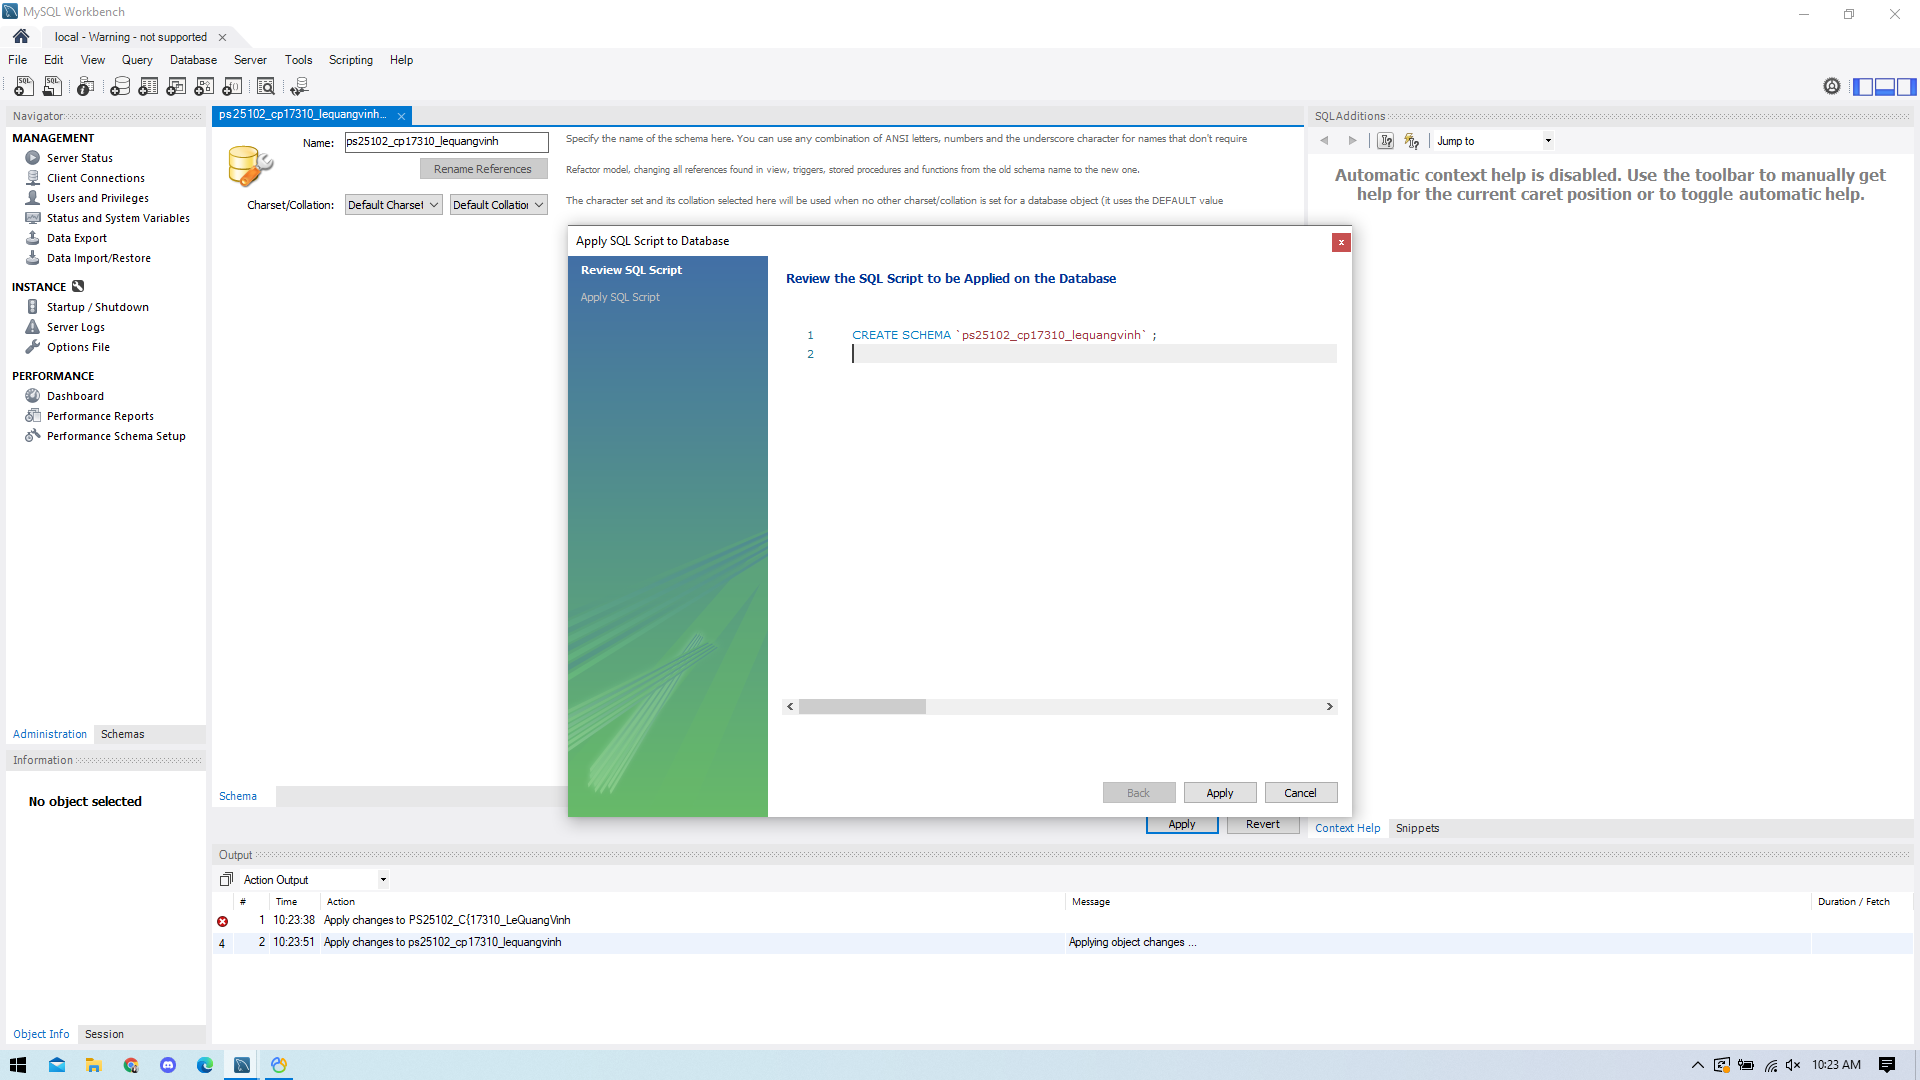 MySQL Workbench
local - Warning - not supported
File Edit View Query Database Server Tools Scripting Help
Navigator
MANAGEMENT
Server Status
Client Connections
Users and Privileges
Status and System Variables
Data Export
Data Import/Restore
INSTANCE
Startup / Shutdown
Server Logs
Options File
PERFORMANCE
Dashboard
Performance Reports
Performance Schema Setup
Administration Schemas
Information
No object selected
Object Info Session
ps25102_cp17310_lequangvinh...
Name: ps25102_cp17310_lequangvinh
Specify the name of the schema here. You can use any combination of ANSI letters, numbers and the underscore character for names that don't require
Rename References
Refactor model, changing all references found in view, triggers, stored procedures and functions from the old schema name to the new one.
Charset/Collation: Default Charset Default Collation
The character set and its collation selected here will be used when no other charset/collation is set for a database object (it uses the DEFAULT value
Schema
Apply Revert
Apply SQL Script to Database
Review SQL Script
Apply SQL Script
Review the SQL Script to be Applied on the Database
1 CREATE SCHEMA `ps25102_cp17310_lequangvinh` ;
2
Back Apply Cancel
SQLAdditions
Jump to
Automatic context help is disabled. Use the toolbar to manually get
help for the current caret position or to toggle automatic help.
Context Help Snippets
Output
Action Output
# Time Action Message Duration / Fetch
1 10:23:38 Apply changes to PS25102_C{17310_LeQuangVinh
4 2 10:23:51 Apply changes to ps25102_cp17310_lequangvinh Applying object changes ...
10:23 AM